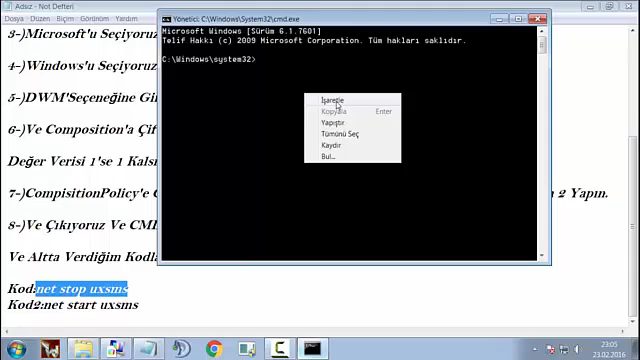 Adsız - Not Defteri
Dosya Düzen Biçim Görünüm Yardım
3-)Microsoft'u Seçiyoruz
4-)Windows'u Seçiyoruz
5-)DWM'Seçeneğine Gi
6-)Ve Composition'a Çif
Değer Verisi 1'se 1 Kalsı
7-)CompisitionPolicy'e
n 2 Yapın.
8-)Ve Çıkıyoruz Ve CM
Ve Altta Verdiğim Kodla
Kod:net stop uxsms
Kod2:net start uxsms
Yönetici: C:\Windows\System32\cmd.exe
Microsoft Windows [Sürüm 6.1.7601]
Telif Hakkı (c) 2009 Microsoft Corporation. Tüm hakları saklıdır.
C:\Windows\system32>
İşaretle
Kopyala Enter
Yapıştır
Tümünü Seç
Kaydır
Bul...
23:05
23.02.2016